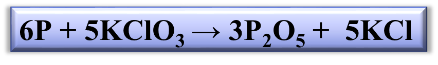 6P + 5KClO₃ → 3P₂O₅ + 5KCl